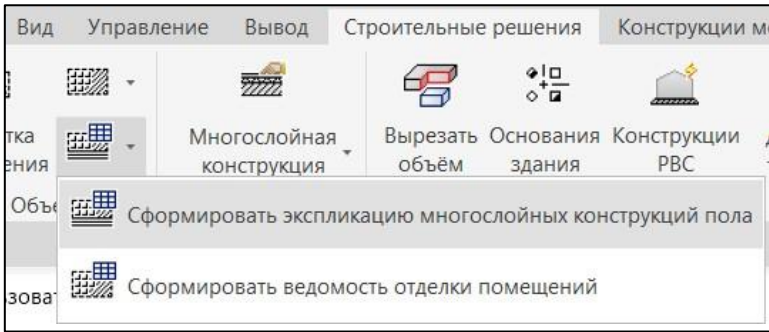 Вид Управление Вывод Строительные решения Конструкции м
Многослойная конструкция
Вырезать объём
Основания здания
Конструкции РВС
Сформировать экспликацию многослойных конструкций пола
Сформировать ведомость отделки помещений